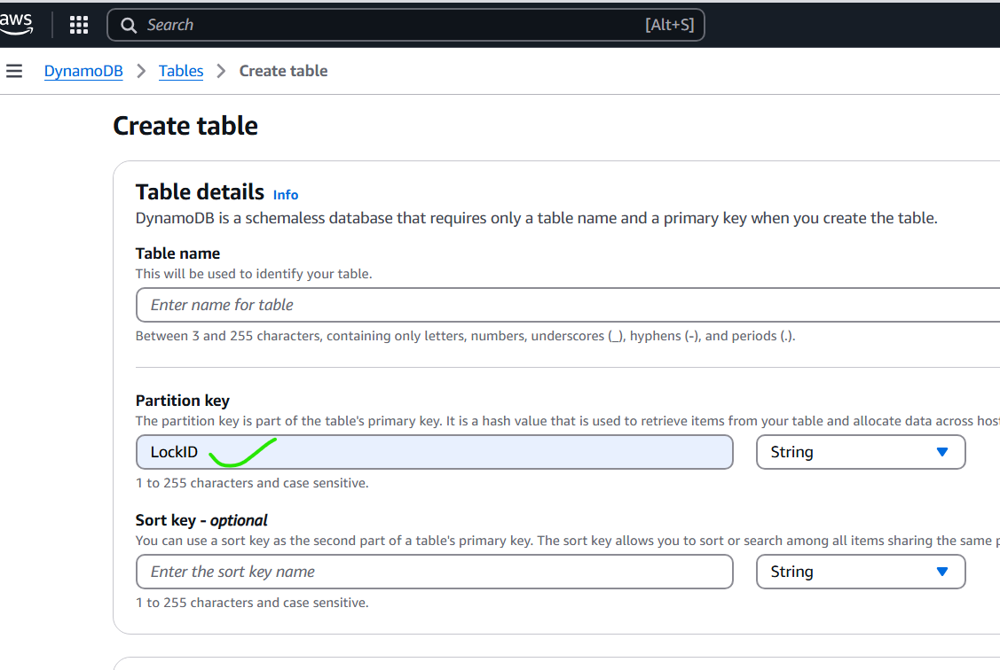 aws Search [Alt+S]
DynamoDB Tables Create table
Create table
Table details Info
DynamoDB is a schemaless database that requires only a table name and a primary key when you create the table.
Table name
This will be used to identify your table.
Enter name for table
Between 3 and 255 characters, containing only letters, numbers, underscores (_), hyphens (-), and periods (.).
Partition key
The partition key is part of the table's primary key. It is a hash value that is used to retrieve items from your table and allocate data across host
LockID String
1 to 255 characters and case sensitive.
Sort key - optional
You can use a sort key as the second part of a table's primary key. The sort key allows you to sort or search among all items sharing the same p
Enter the sort key name String
1 to 255 characters and case sensitive.